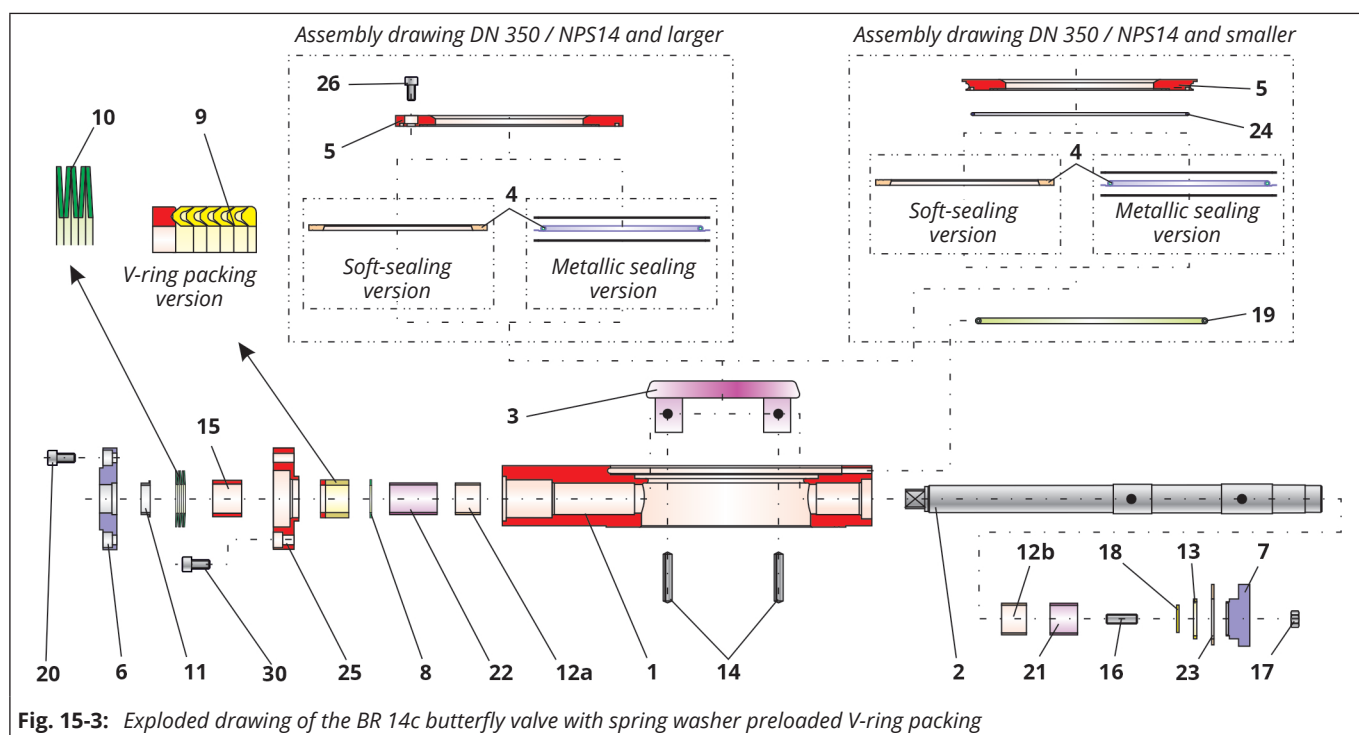 Assembly drawing DN 350 / NPS14 and larger
Assembly drawing DN 350 / NPS14 and smaller
26
5
10
9
5
24
4
4
Soft-sealing
version
Metallic sealing
version
Soft-sealing
version
Metallic sealing
version
V-ring packing
version
19
3
15
12b
18
13
7
20
6
11
30
25
8
22
12a
1
14
2
21
16
23
17
Fig. 15-3: Exploded drawing of the BR 14c butterfly valve with spring washer preloaded V-ring packing